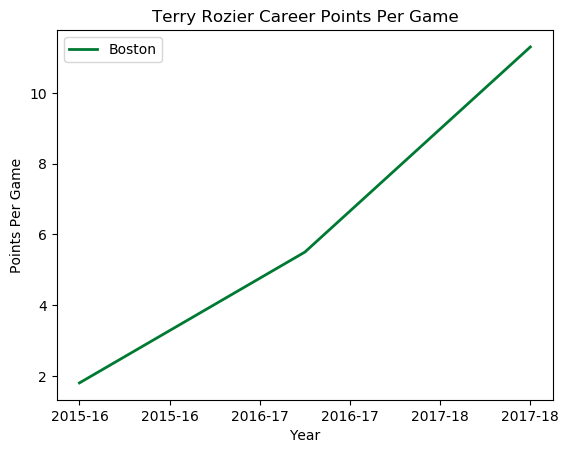 Terry Rozier Career Points Per Game
Boston
Points Per Game
10
8
6
4
2
2015-16 2015-16 2016-17 2016-17 2017-18 2017-18
Year